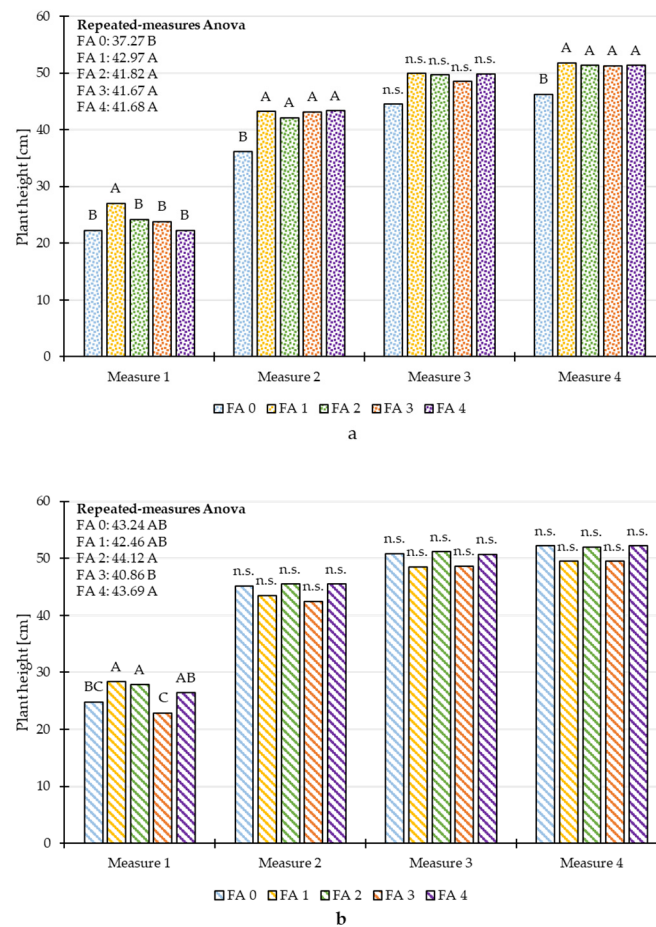 60
50
40
30
20
10
0
Plant height [cm]
Repeated-measures Anova
FA 0: 37.27 B
FA 1: 42.97 A
FA 2: 41.82 A
FA 3: 41.67 A
FA 4: 41.68 A
B A B B B
B A A A A
n.s. n.s. n.s. n.s. n.s.
B A A A A
Measure 1 Measure 2 Measure 3 Measure 4
FA 0 FA 1 FA 2 FA 3 FA 4
a
60
50
40
30
20
10
0
Plant height [cm]
Repeated-measures Anova
FA 0: 43.24 AB
FA 1: 42.46 AB
FA 2: 44.12 A
FA 3: 40.86 B
FA 4: 43.69 A
BC A A C AB
n.s. n.s. n.s. n.s. n.s.
n.s. n.s. n.s. n.s. n.s.
n.s. n.s. n.s. n.s. n.s.
Measure 1 Measure 2 Measure 3 Measure 4
FA 0 FA 1 FA 2 FA 3 FA 4
b